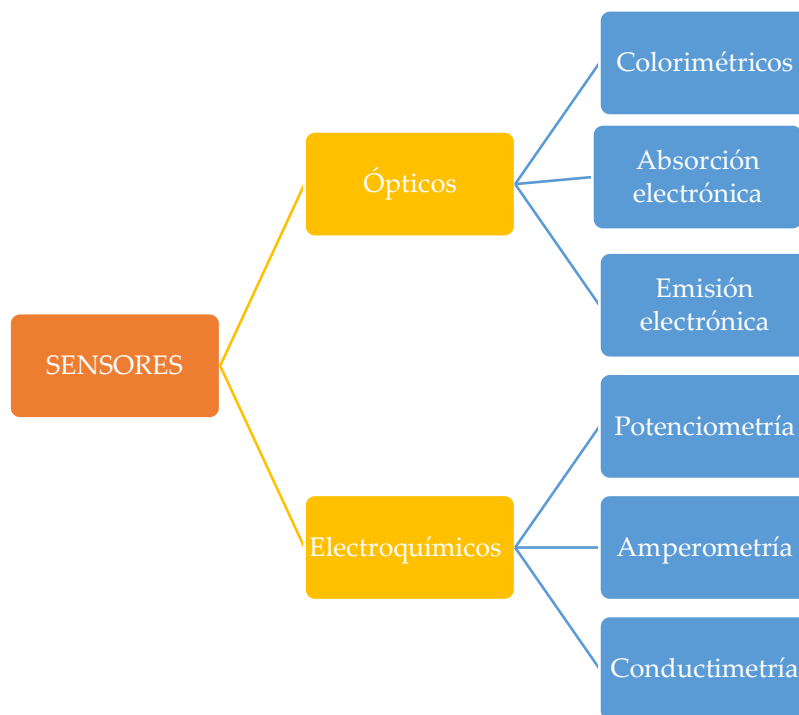 SENSORES
Ópticos
Colorimétricos
Absorción
electrónica
Emisión
electrónica
Electroquímicos
Potenciometría
Amperometría
Conductimetría